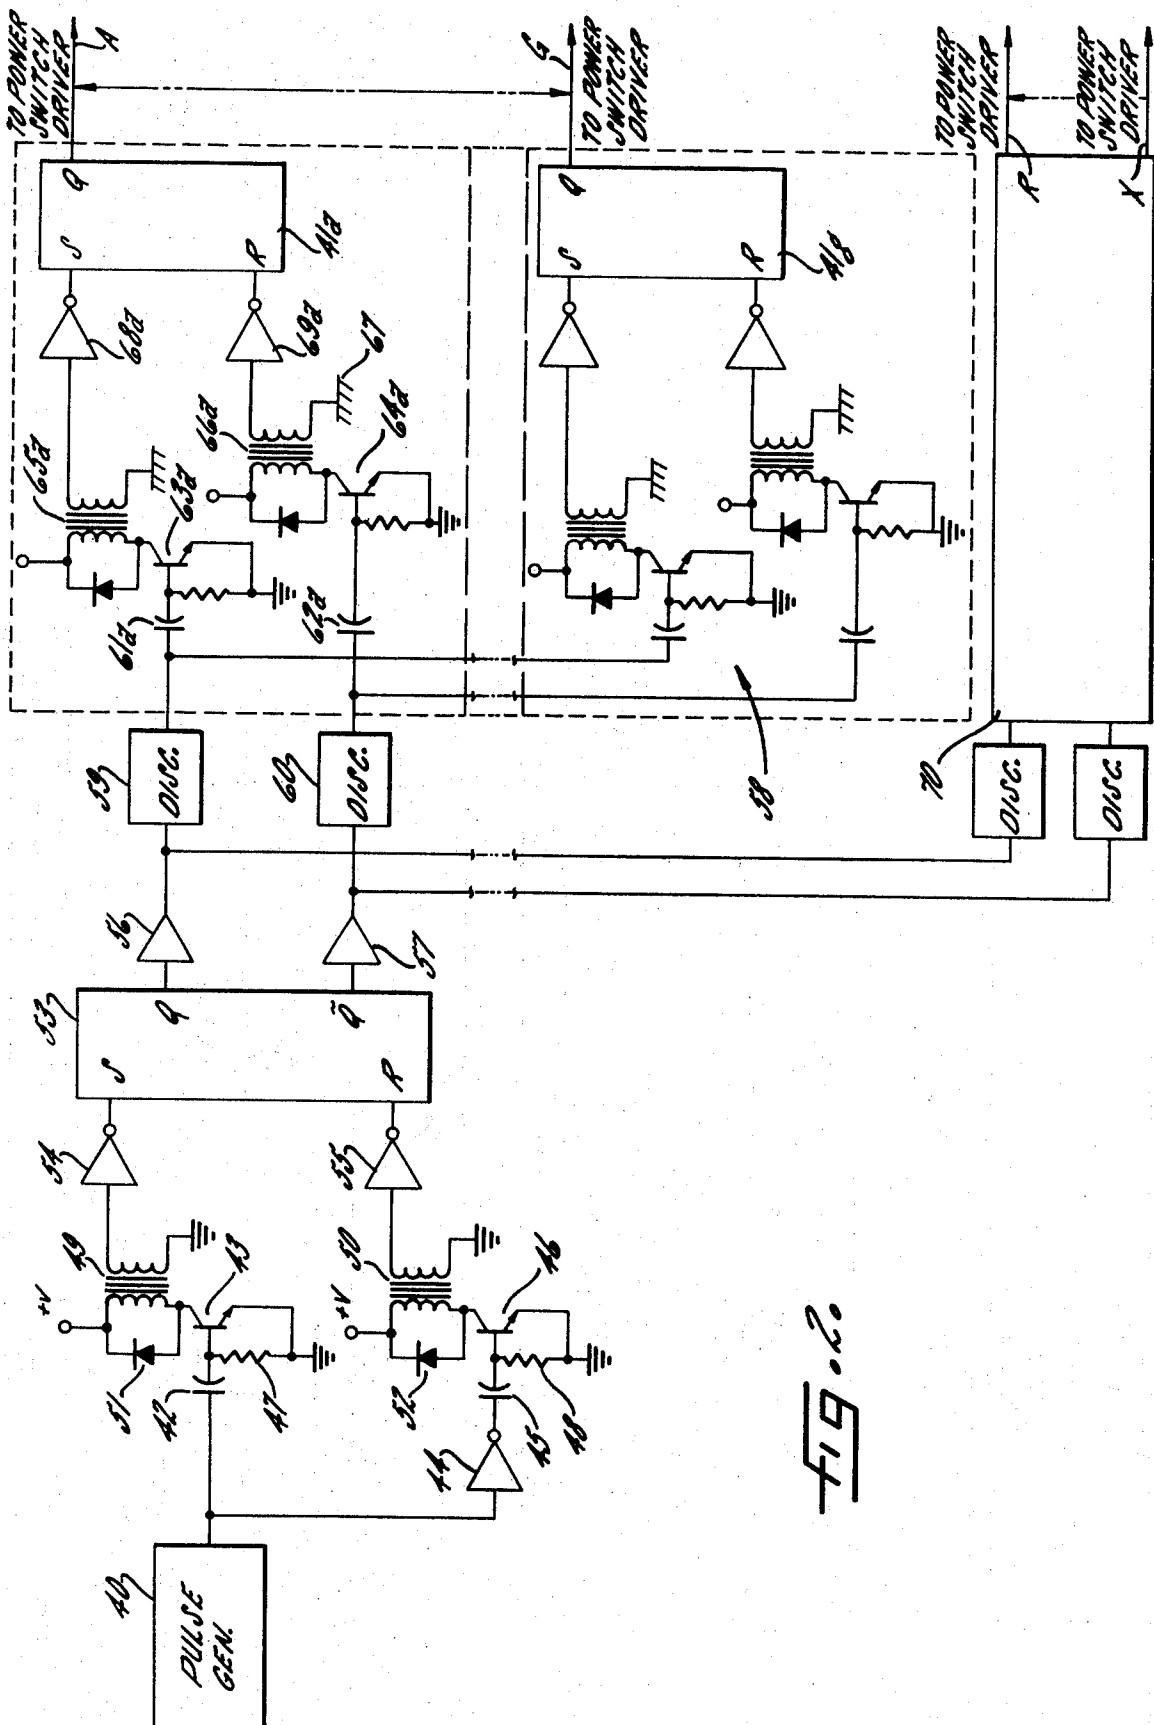 PULSE
GEN.
40
42
51
+V
49
43
47
44
45
48
52
+V
50
46
54
55
53
S
R
Q
Q̃
56
57
59
DISC.
60
DISC.
61a
62a
63a
64a
65a
66a
67
68a
69a
S
R
Q
41a
TO POWER
SWITCH
DRIVER
A
58
S
R
Q
41g
TO POWER
SWITCH
DRIVER
G
DISC.
DISC.
70
R
X
TO POWER
SWITCH
DRIVER
TO POWER
SWITCH
DRIVER
Fig. 2.